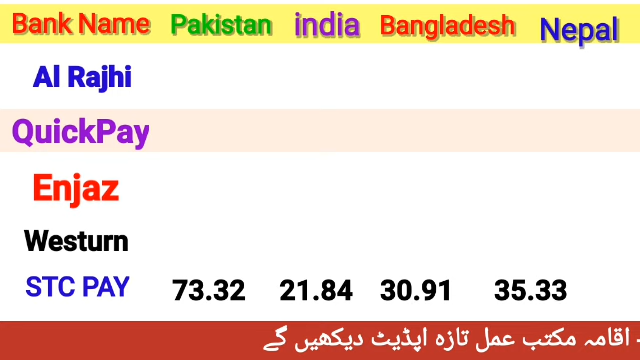 Bank Name Pakistan india Bangladesh Nepal
Al Rajhi
QuickPay
Enjaz
Westurn
STC PAY 73.32 21.84 30.91 35.33
اقامہ مکتب عمل تازہ اپڈیٹ دیکھیں گے